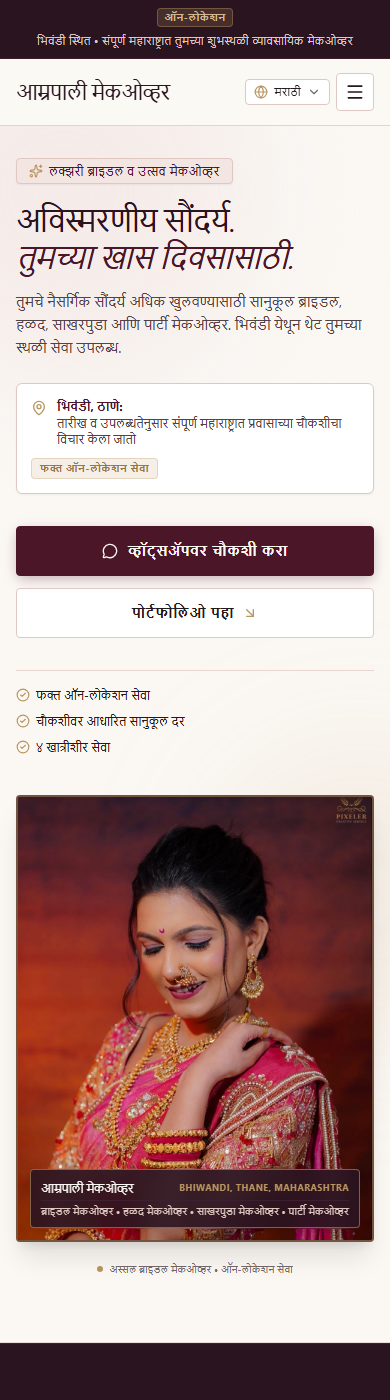 ऑन-लोकेशन
भिवंडी स्थित • संपूर्ण महाराष्ट्रात तुमच्या शुभस्थळी व्यावसायिक मेकओव्हर
आम्रपाली मेकओव्हर
मराठी
लक्झरी ब्राइडल व उत्सव मेकओव्हर
अविस्मरणीय सौंदर्य.
तुमच्या खास दिवसासाठी.
तुमचे नैसर्गिक सौंदर्य अधिक खुलवण्यासाठी सानुकूल ब्राइडल,
हळद, साखरपुडा आणि पार्टी मेकओव्हर. भिवंडी येथून थेट तुमच्या
स्थळी सेवा उपलब्ध.
भिवंडी, ठाणे:
तारीख व उपलब्धतेनुसार संपूर्ण महाराष्ट्रात प्रवासाच्या चौकशीचा
विचार केला जातो
फक्त ऑन-लोकेशन सेवा
व्हॉट्सॲपवर चौकशी करा
पोर्टफोलिओ पहा
फक्त ऑन-लोकेशन सेवा
चौकशीवर आधारित सानुकूल दर
४ खात्रीशीर सेवा
PIXELER
आम्रपाली मेकओव्हर
BHIWANDI, THANE, MAHARASHTRA
ब्राइडल मेकओव्हर • हळद मेकओव्हर • साखरपुडा मेकओव्हर • पार्टी मेकओव्हर
अस्सल ब्राइडल मेकओव्हर • ऑन-लोकेशन सेवा